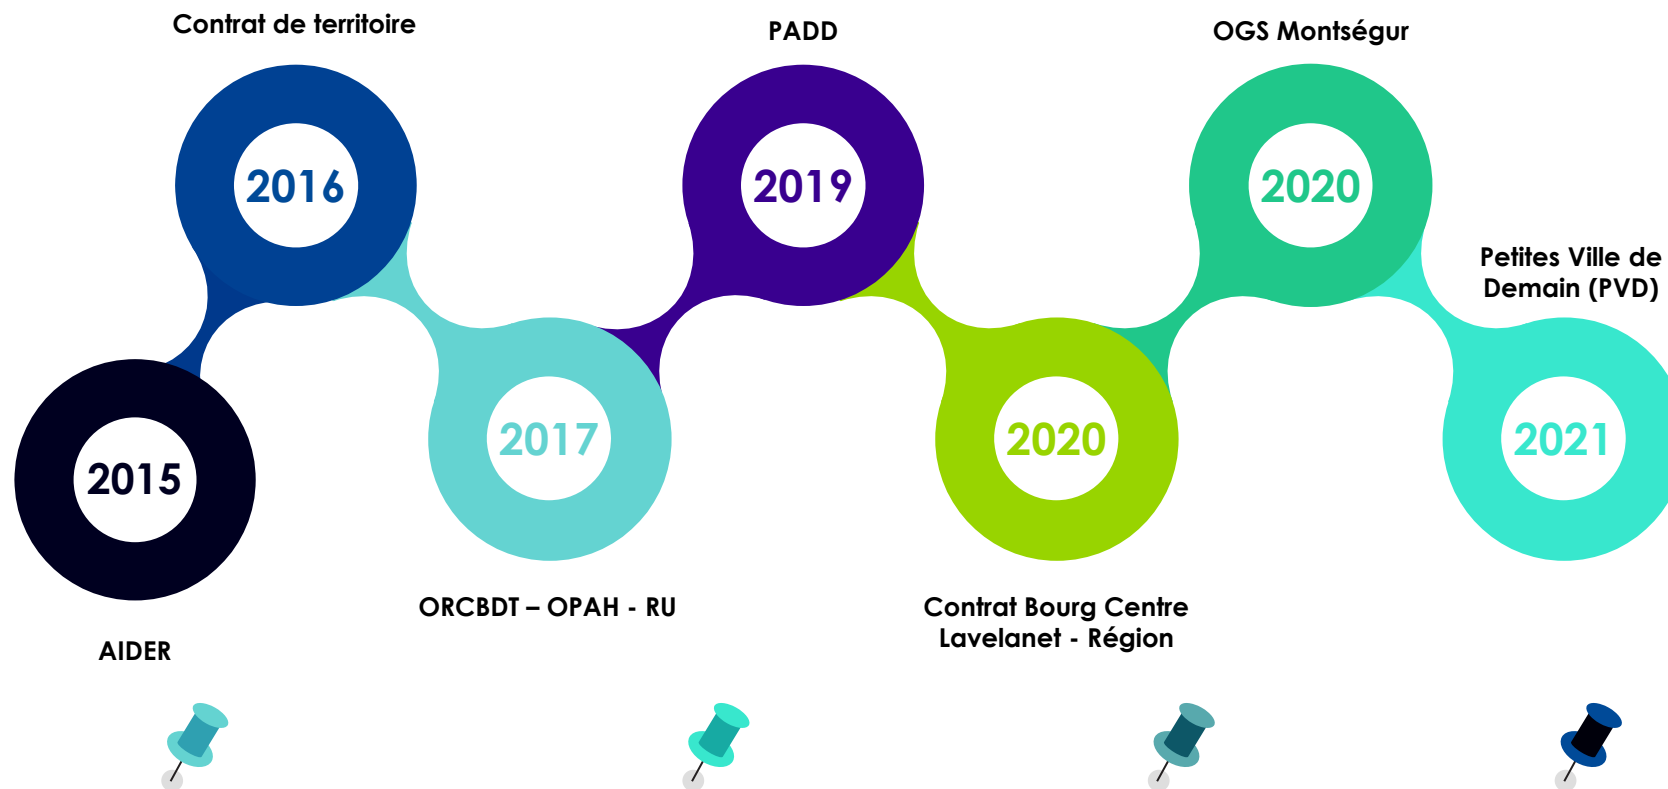 Contrat de territoire
PADD
OGS Montségur
2016
2019
2020
Petites Ville de
Demain (PVD)
2015
2017
2020
2021
ORCBDT – OPAH - RU
Contrat Bourg Centre
Lavelanet - Région
AIDER